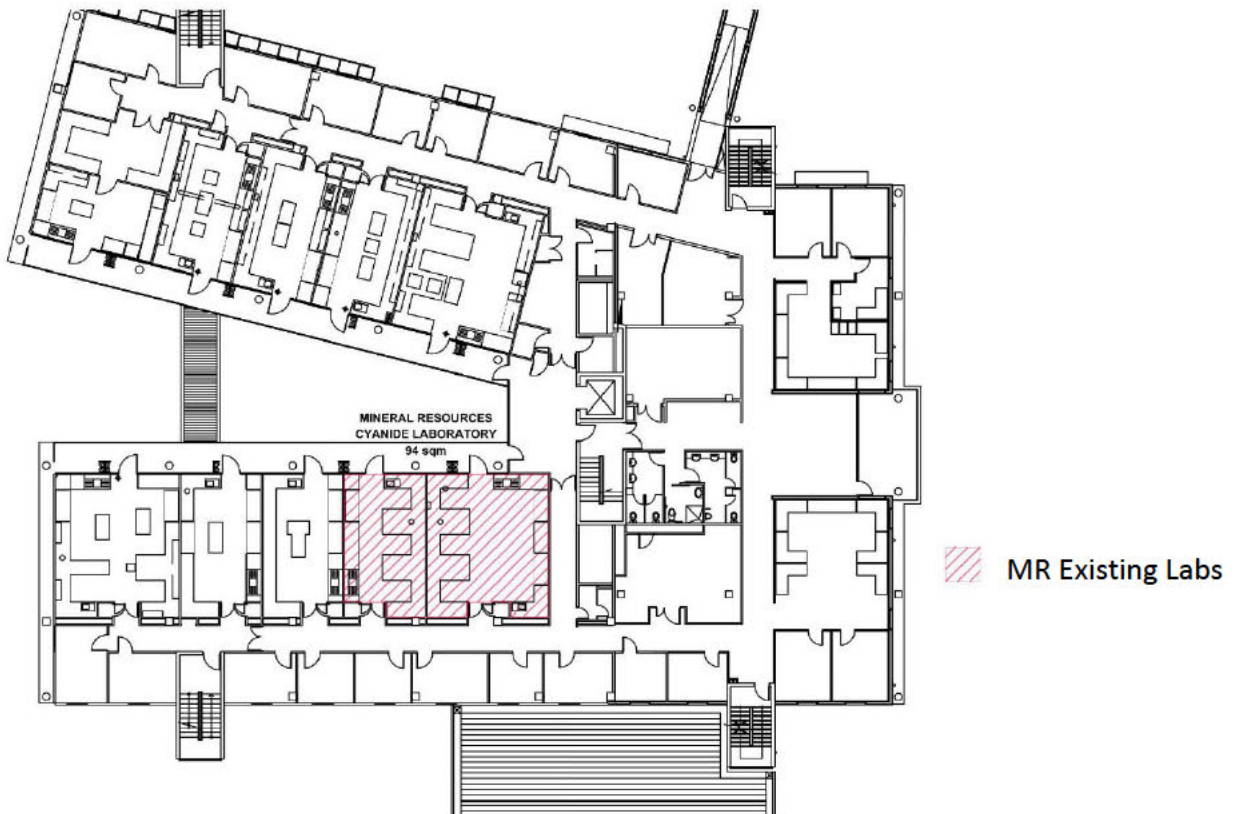 MINERAL RESOURCES
CYANIDE LABORATORY
94 sqm
MR Existing Labs